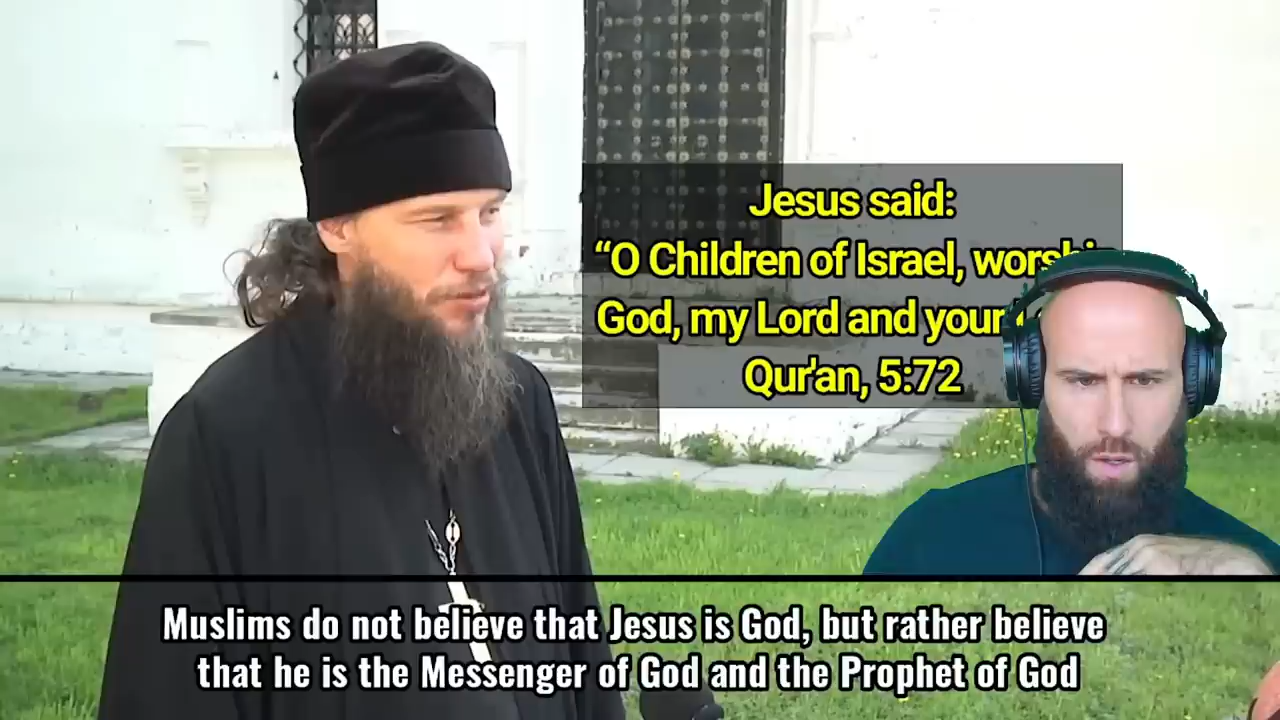 Jesus said:
“O Children of Israel,
God, my Lord and your
Qur'an, 5:72
Muslims do not believe that Jesus is God, but rather believe
that he is the Messenger of God and the Prophet of God